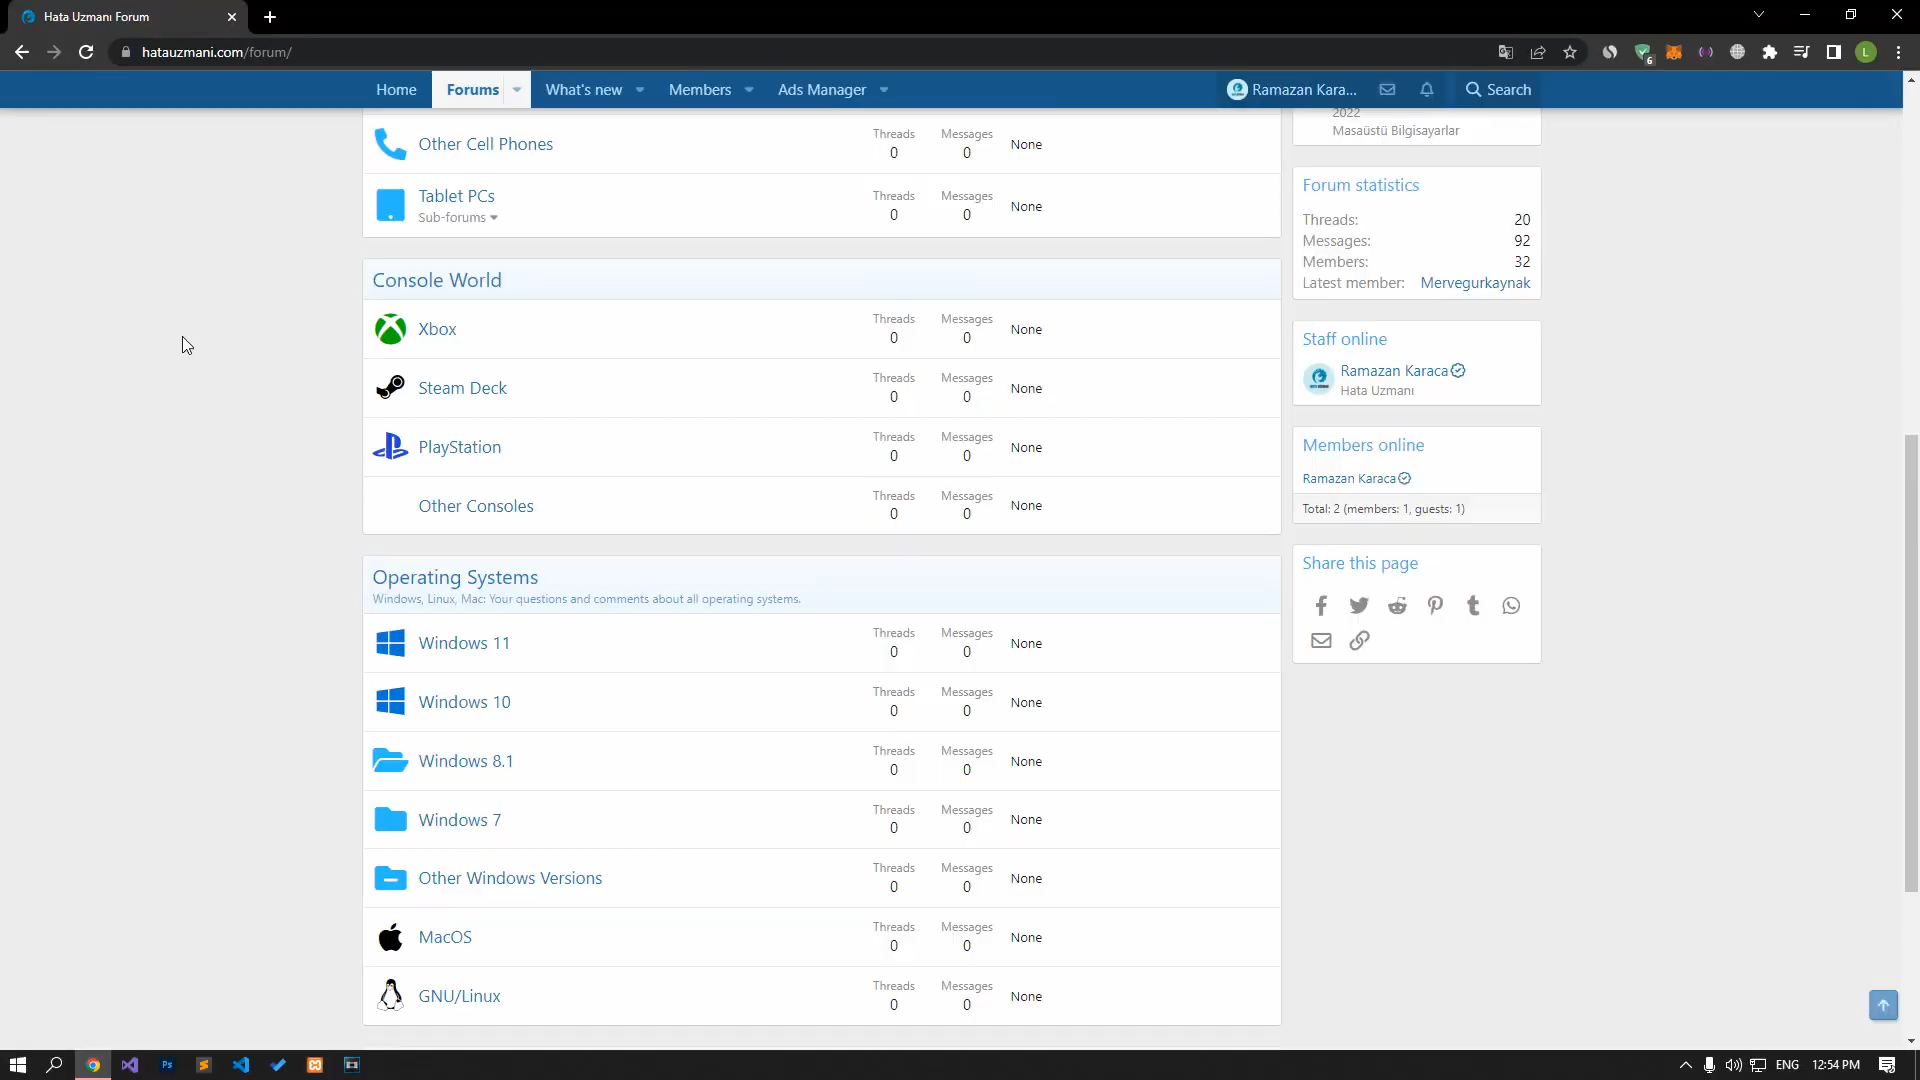 Hata Uzmanı Forum
hatauzmani.com/forum/
6
L
Home
Forums
What's new
Members
Ads Manager
Ramazan Kara...
Search
Other Cell Phones
Threads
0
Messages
0
None
Tablet PCs
Sub-forums
Threads
0
Messages
0
None
Console World
Xbox
Threads
0
Messages
0
None
Steam Deck
Threads
0
Messages
0
None
PlayStation
Threads
0
Messages
0
None
Other Consoles
Threads
0
Messages
0
None
Operating Systems
Windows, Linux, Mac: Your questions and comments about all operating systems.
Windows 11
Threads
0
Messages
0
None
Windows 10
Threads
0
Messages
0
None
Windows 8.1
Threads
0
Messages
0
None
Windows 7
Threads
0
Messages
0
None
Other Windows Versions
Threads
0
Messages
0
None
MacOS
Threads
0
Messages
0
None
GNU/Linux
Threads
0
Messages
0
None
2022
Masaüstü Bilgisayarlar
Forum statistics
Threads: 20
Messages: 92
Members: 32
Latest member: Mervegurkaynak
Staff online
Ramazan Karaca
Hata Uzmanı
Members online
Ramazan Karaca
Total: 2 (members: 1, guests: 1)
Share this page
Ps
ENG
12:54 PM